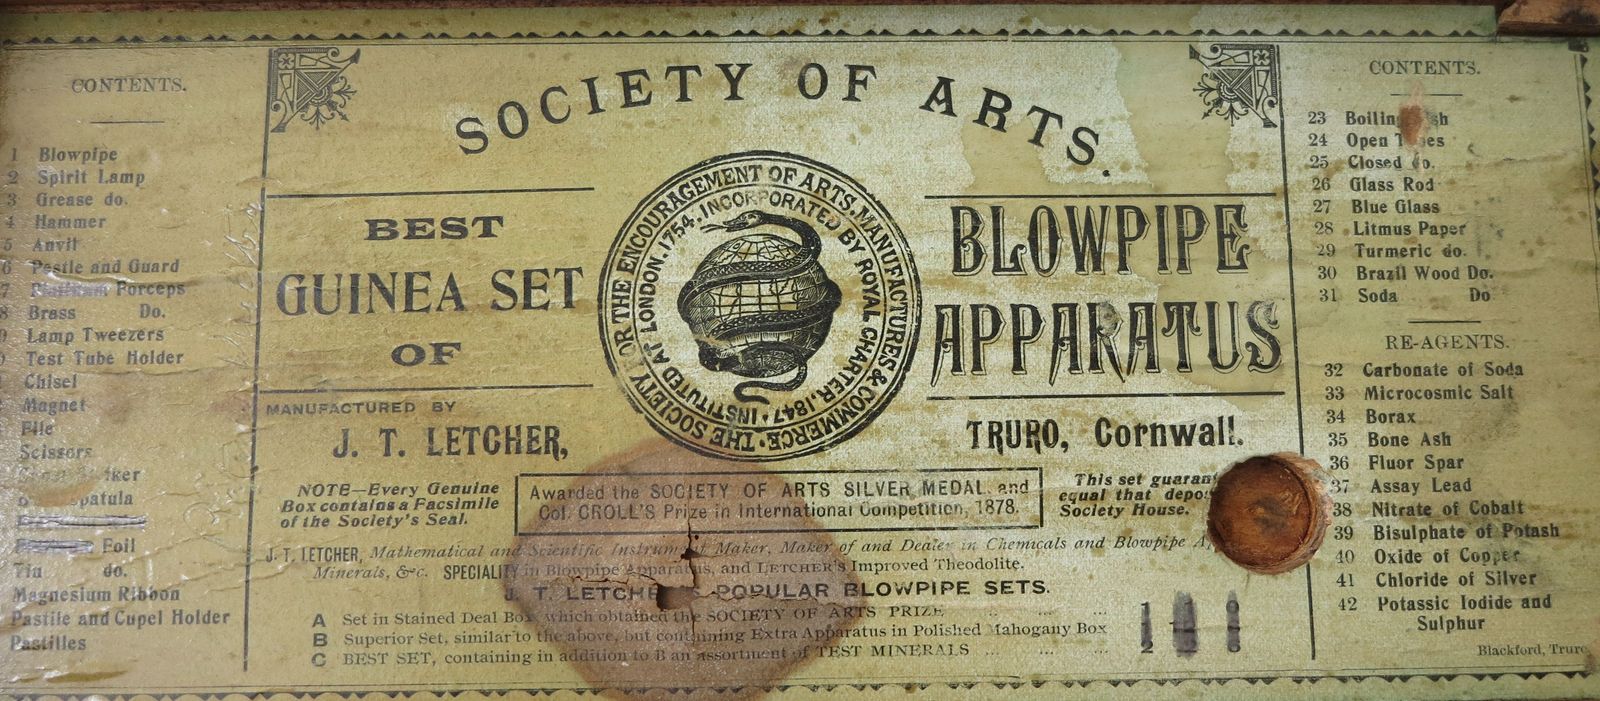 CONTENTS.
1 Blowpipe
2 Spirit Lamp
3 Grease do.
4 Hammer
5 Anvil
6 Pestle and Guard
7 Platinum Forceps
8 Brass Do.
9 Lamp Tweezers
Test Tube Holder
Chisel
Magnet
File
Scissors
Spatula
Foil
Tin do.
Magnesium Ribbon
Pastile and Cupel Holder
Pastilles
SOCIETY OF ARTS.
BEST
GUINEA SET
OF
THE SOCIETY FOR THE ENCOURAGEMENT OF ARTS, MANUFACTURES & COMMERCE.
INSTITUTED AT LONDON. 1754. INCORPORATED BY ROYAL CHARTER. 1847.
BLOWPIPE
APPARATUS
MANUFACTURED BY
J. T. LETCHER,
TRURO, Cornwall.
NOTE—Every Genuine
Box contains a Facsimile
of the Society's Seal.
Awarded the SOCIETY OF ARTS SILVER MEDAL and
Col. CROLL'S Prize in International Competition, 1878.
This set
equal that
Society House.
J. T. LETCHER, Mathematical and Scientific Instrument Maker, Maker of and Dealer in Chemicals and Blowpipe
Minerals, &c. SPECIALITY in Blowpipe Apparatus, and LETCHER'S Improved Theodolite.
J. T. LETCHER'S POPULAR BLOWPIPE SETS.
A Set in Stained Deal Box which obtained the SOCIETY OF ARTS PRIZE ... ... ...
B Superior Set, similar to the above, but containing Extra Apparatus in Polished Mahogany Box
C BEST SET, containing in addition to B an assortment of TEST MINERALS ... ... ...
CONTENTS.
23 Boiling
24 Open Tubes
25 Closed do.
26 Glass Rod
27 Blue Glass
28 Litmus Paper
29 Turmeric do.
30 Brazil Wood Do.
31 Soda Do
RE-AGENTS.
32 Carbonate of Soda
33 Microcosmic Salt
34 Borax
35 Bone Ash
36 Fluor Spar
37 Assay Lead
38 Nitrate of Cobalt
39 Bisulphate of Potash
40 Oxide of Copper
41 Chloride of Silver
42 Potassic Iodide and
Sulphur
Blackford, Truro